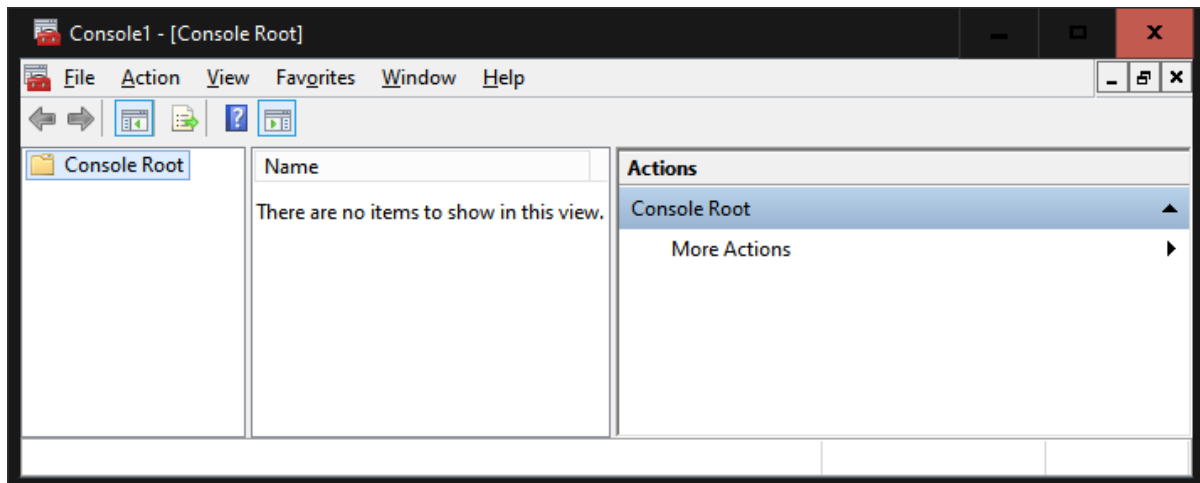 Console1 - [Console Root]
File Action View Favorites Window Help
Console Root
Name
There are no items to show in this view.
Actions
Console Root
More Actions